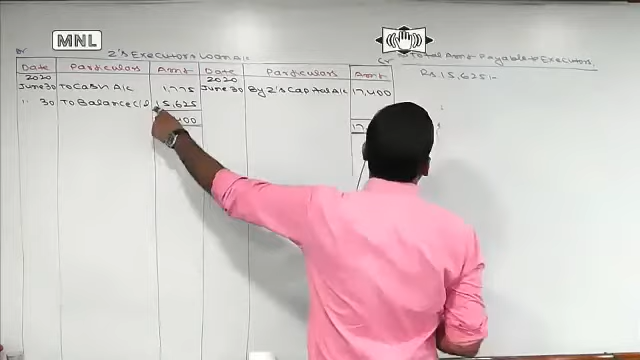 MNL
Dr Z's Executors Loan A/c Cr
Date Particulars Amt Date Particulars Amt
2020 2020
June 30 To Cash A/c 1,775 June 30 By Z's Capital A/c 17,400
30 To Balance C/d 15,625
400 17
Total Amt Payable to Executors,
Rs. 15,625/-